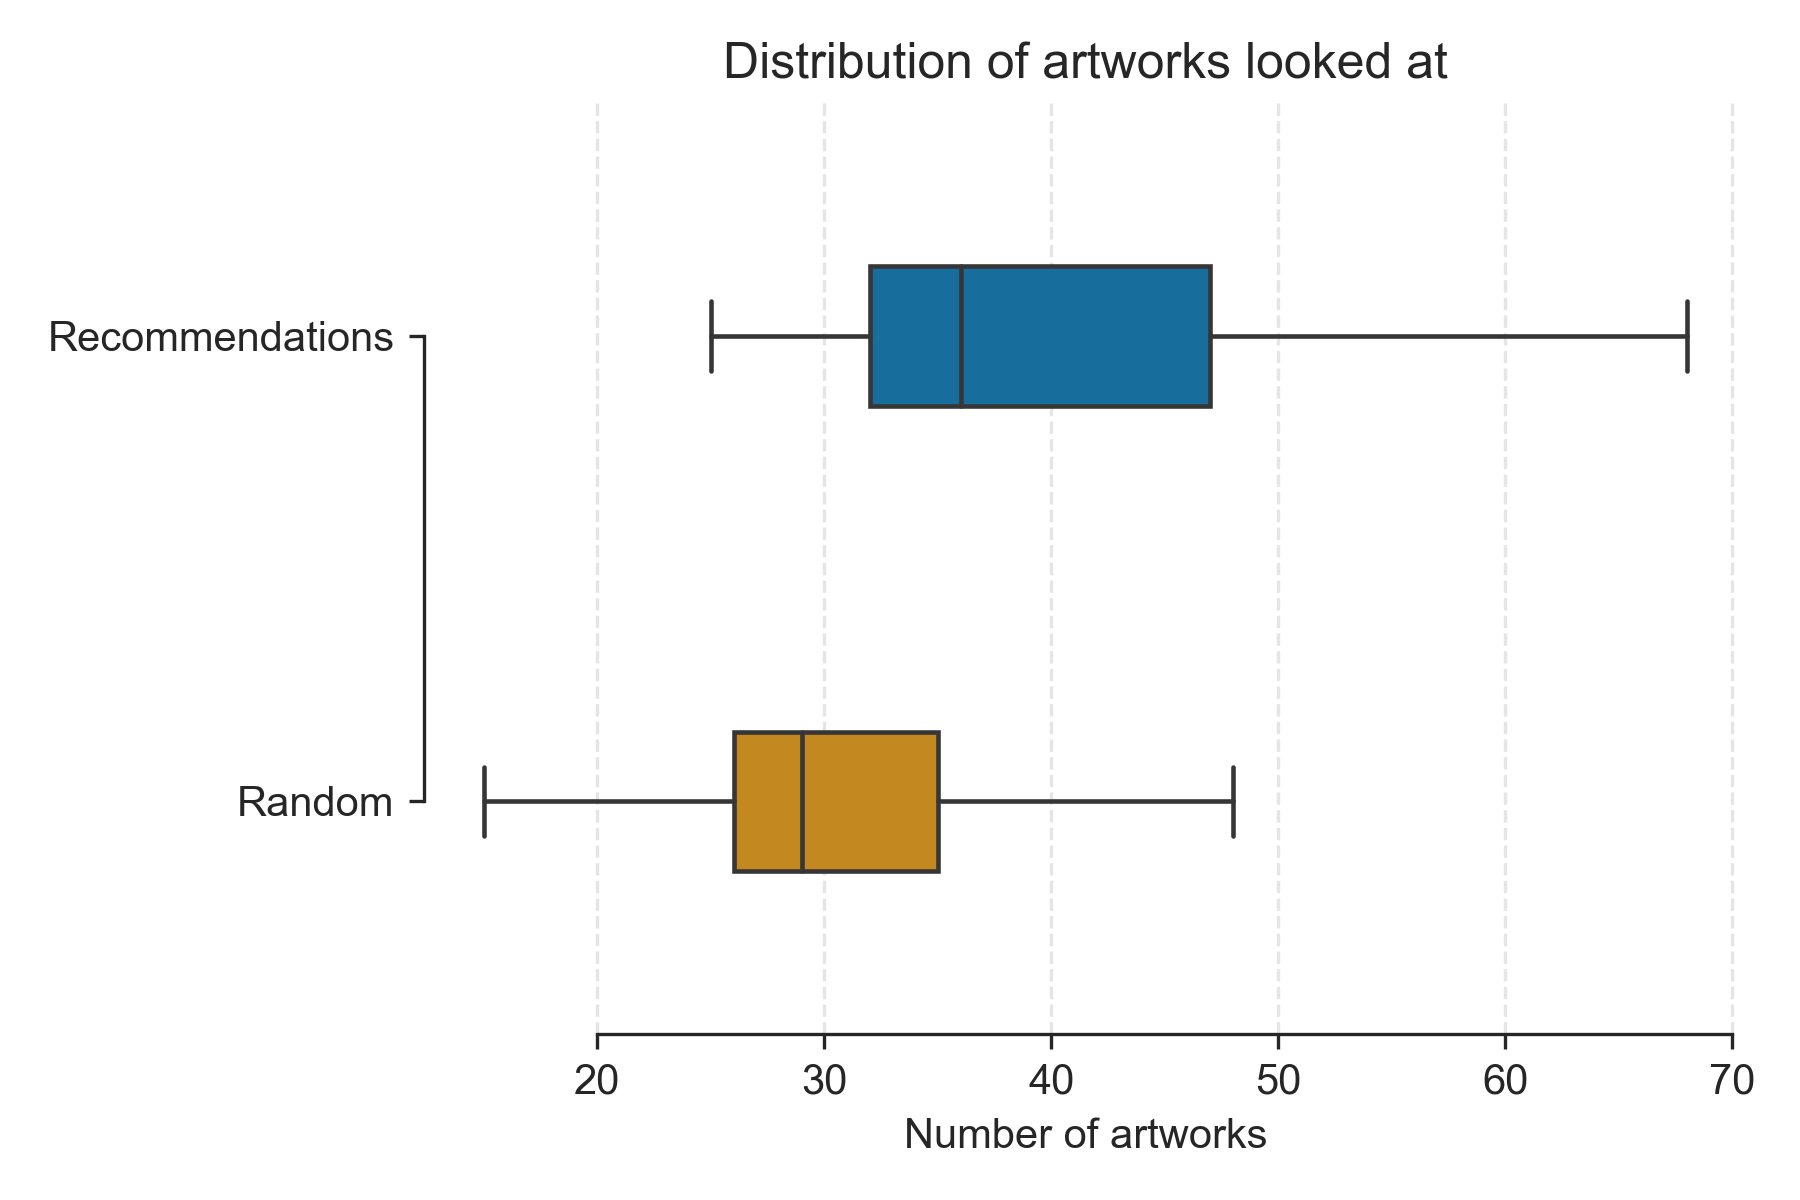 Distribution of artworks looked at
Recommendations
Random
20 30 40 50 60 70
Number of artworks